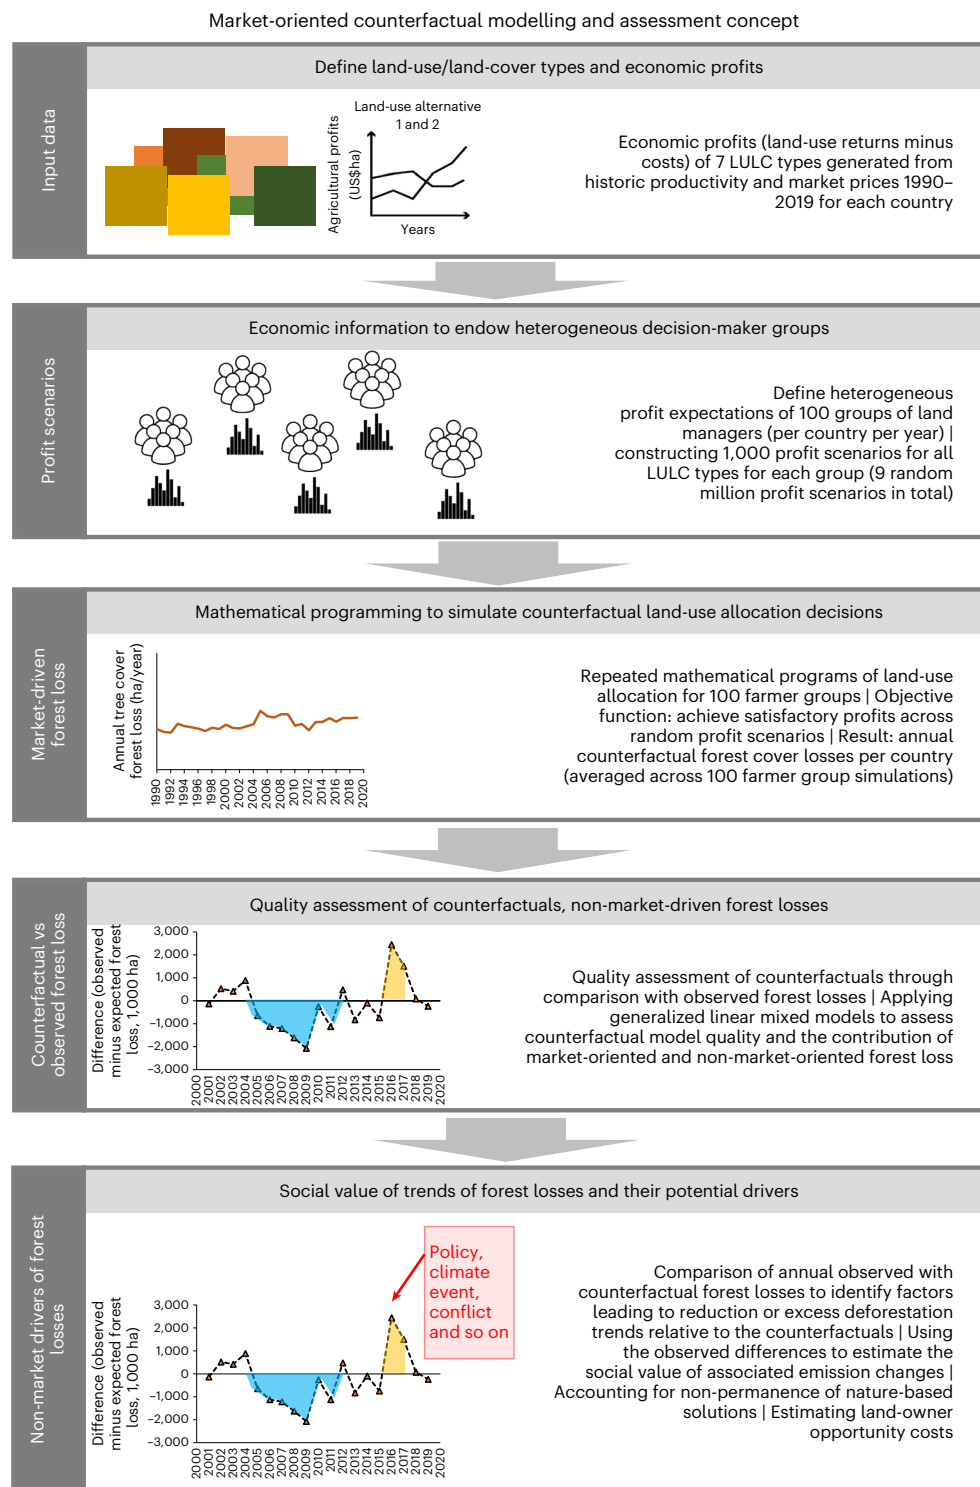 Market-oriented counterfactual modelling and assessment concept
Input data
Define land-use/land-cover types and economic profits
Agricultural profits
(US$ha)
Land-use alternative
1 and 2
Years
Economic profits (land-use returns minus
costs) of 7 LULC types generated from
historic productivity and market prices 1990–
2019 for each country
Profit scenarios
Economic information to endow heterogeneous decision-maker groups
Define heterogeneous
profit expectations of 100 groups of land
managers (per country per year) |
constructing 1,000 profit scenarios for all
LULC types for each group (9 random
million profit scenarios in total)
Market-driven
forest loss
Mathematical programming to simulate counterfactual land-use allocation decisions
Annual tree cover
forest loss (ha/year)
1990
1992
1994
1996
1998
2000
2002
2004
2006
2008
2010
2012
2014
2016
2018
2020
Repeated mathematical programs of land-use
allocation for 100 farmer groups | Objective
function: achieve satisfactory profits across
random profit scenarios | Result: annual
counterfactual forest cover losses per country
(averaged across 100 farmer group simulations)
Counterfactual vs
observed forest loss
Quality assessment of counterfactuals, non-market-driven forest losses
Difference (observed
minus expected forest
loss, 1,000 ha)
3,000
2,000
1,000
0
–1,000
–2,000
–3,000
2000
2001
2002
2003
2004
2005
2006
2007
2008
2009
2010
2011
2012
2013
2014
2015
2016
2017
2018
2019
2020
Quality assessment of counterfactuals through
comparison with observed forest losses | Applying
generalized linear mixed models to assess
counterfactual model quality and the contribution of
market-oriented and non-market-oriented forest loss
Non-market drivers of forest
losses
Social value of trends of forest losses and their potential drivers
Policy,
climate
event,
conflict
and so on
Difference (observed
minus expected forest
loss, 1,000 ha)
3,000
2,000
1,000
0
–1,000
–2,000
–3,000
2000
2001
2002
2003
2004
2005
2006
2007
2008
2009
2010
2011
2012
2013
2014
2015
2016
2017
2018
2019
2020
Comparison of annual observed with
counterfactual forest losses to identify factors
leading to reduction or excess deforestation
trends relative to the counterfactuals | Using
the observed differences to estimate the
social value of associated emission changes |
Accounting for non-permanence of nature-based
solutions | Estimating land-owner
opportunity costs